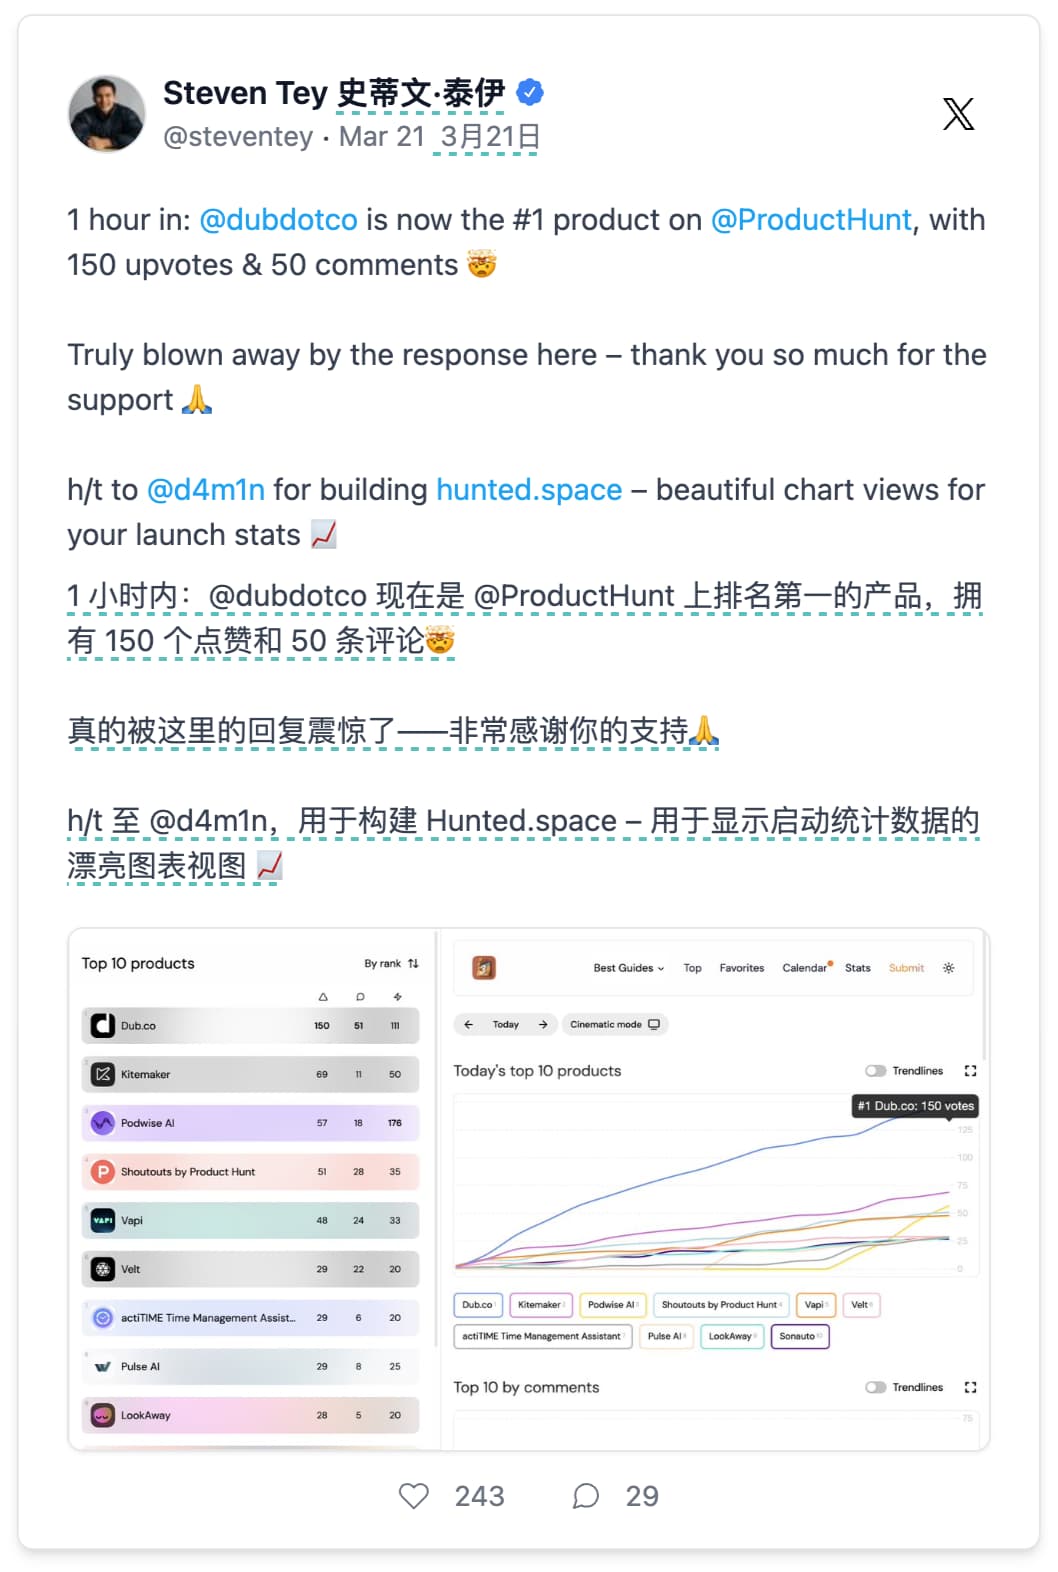 Steven Tey 史蒂文·泰伊
@steventey · Mar 21 3月21日
1 hour in: @dubdotco is now the #1 product on @ProductHunt, with
150 upvotes & 50 comments 🤯
Truly blown away by the response here – thank you so much for the
support 🙏
h/t to @d4m1n for building hunted.space – beautiful chart views for
your launch stats 📈
1 小时内：@dubdotco 现在是 @ProductHunt 上排名第一的产品，拥
有 150 个点赞和 50 条评论🤯
真的被这里的回复震惊了——非常感谢你的支持🙏
h/t 至 @d4m1n，用于构建 Hunted.space – 用于显示启动统计数据的
漂亮图表视图 📈
Top 10 products By rank
Dub.co 150 51 111
Kitemaker 69 11 50
Podwise AI 57 18 176
Shoutouts by Product Hunt 51 28 35
VAPI Vapi 48 24 33
Velt 29 22 20
actiTIME Time Management Assist... 29 6 20
Pulse AI 29 8 25
LookAway 28 5 20
Best Guides Top Favorites Calendar Stats Submit
← Today → Cinematic mode
Today's top 10 products Trendlines
#1 Dub.co: 150 votes
125
100
75
50
25
0
Dub.co 1 Kitemaker 2 Podwise AI 3 Shoutouts by Product Hunt 4 Vapi 5 Velt 6
actiTIME Time Management Assistant 7 Pulse AI 8 LookAway 9 Sonauto 10
Top 10 by comments Trendlines
75
243 29